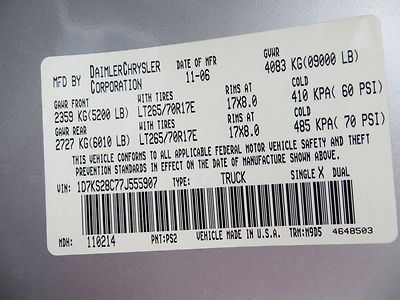 MFD BY DAIMLERCHRYSLER CORPORATION DATE OF MFR 11-06 GVWR 4083 KG(09000 LB)
GAWR FRONT WITH TIRES RIMS AT COLD
2359 KG(5200 LB) LT265/70R17E 17X8.0 410 KPA( 60 PSI)
GAWR REAR WITH TIRES RIMS AT COLD
2727 KG(6010 LB) LT265/70R17E 17X8.0 485 KPA( 70 PSI)
THIS VEHICLE CONFORMS TO ALL APPLICABLE FEDERAL MOTOR VEHICLE SAFETY AND THEFT
PREVENTION STANDARDS IN EFFECT ON THE DATE OF MANUFACTURE SHOWN ABOVE.
VIN: 1D7KS28C77J555907 TYPE: TRUCK SINGLE X DUAL
MDH: 110214 PNT:PS2 VEHICLE MADE IN U.S.A. TRM:M9D5 4648503